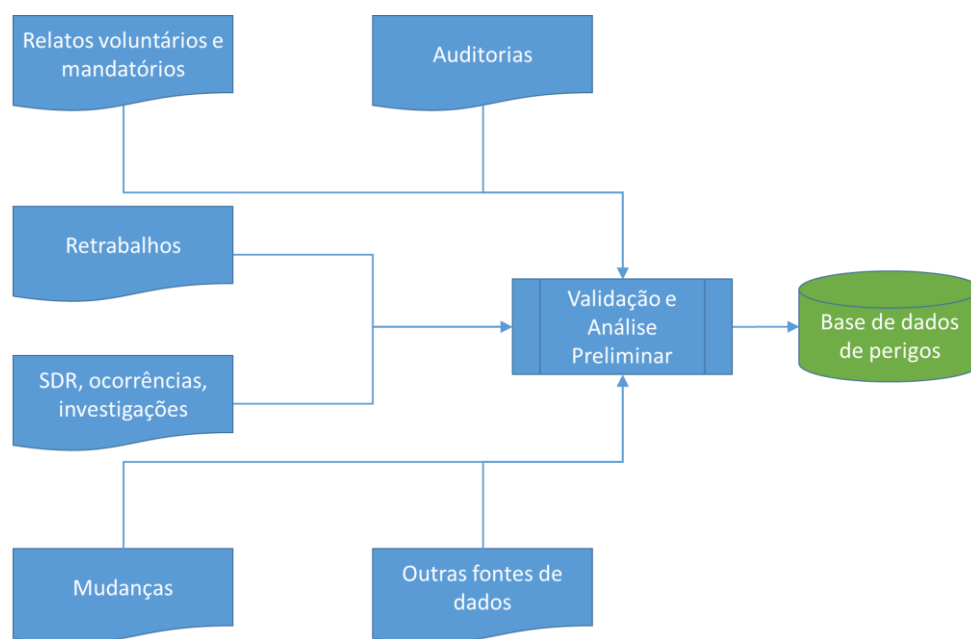 Relatos voluntários e
mandatórios
Auditorias
Retrabalhos
SDR, ocorrências,
investigações
Validação e
Análise
Preliminar
Base de dados
de perigos
Mudanças
Outras fontes de
dados